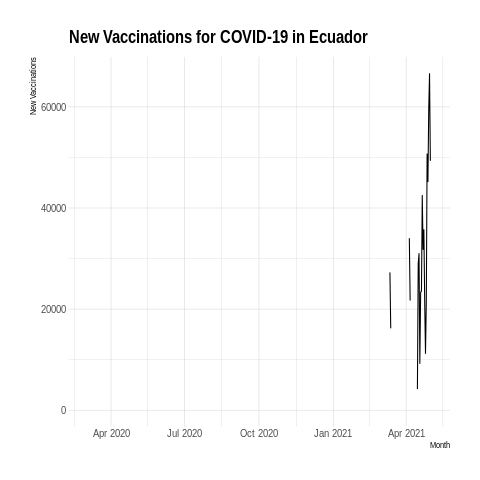 New Vaccinations for COVID-19 in Ecuador
New Vaccinations
60000
40000
20000
0
Apr 2020
Jul 2020
Oct 2020
Jan 2021
Apr 2021
Month